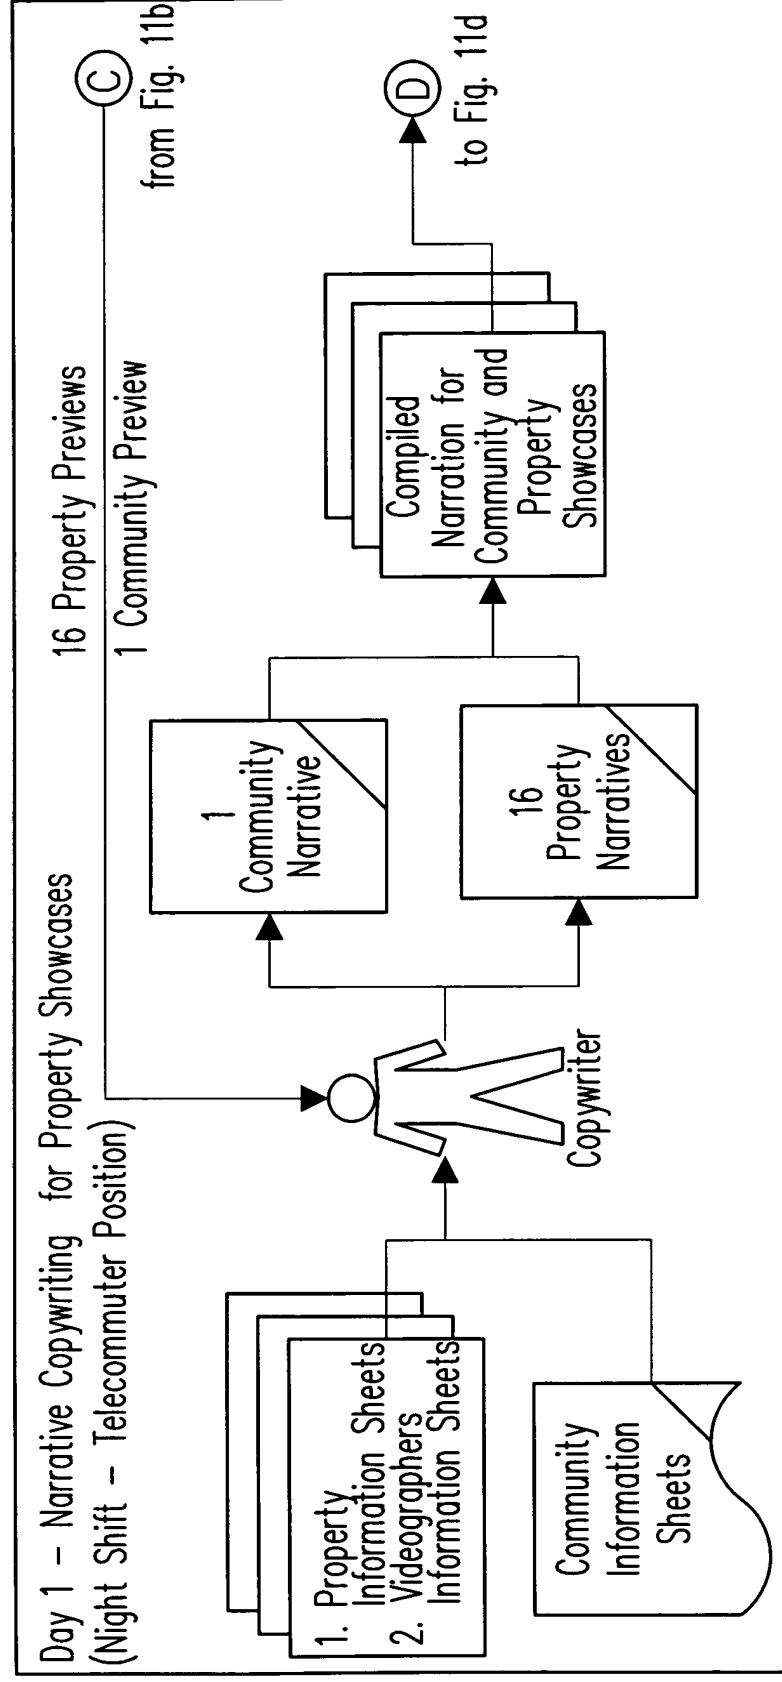 Day 1 – Narrative Copywriting for Property Showcases
(Night Shift – Telecommuter Position)
16 Property Previews
1 Community Preview
C
from Fig. 11b
1. Property
Information Sheets
2. Videographers
Information Sheets
Community
Information
Sheets
Copywriter
1
Community
Narrative
16
Property
Narratives
Compiled
Narration for
Community and
Property
Showcases
D
to Fig. 11d